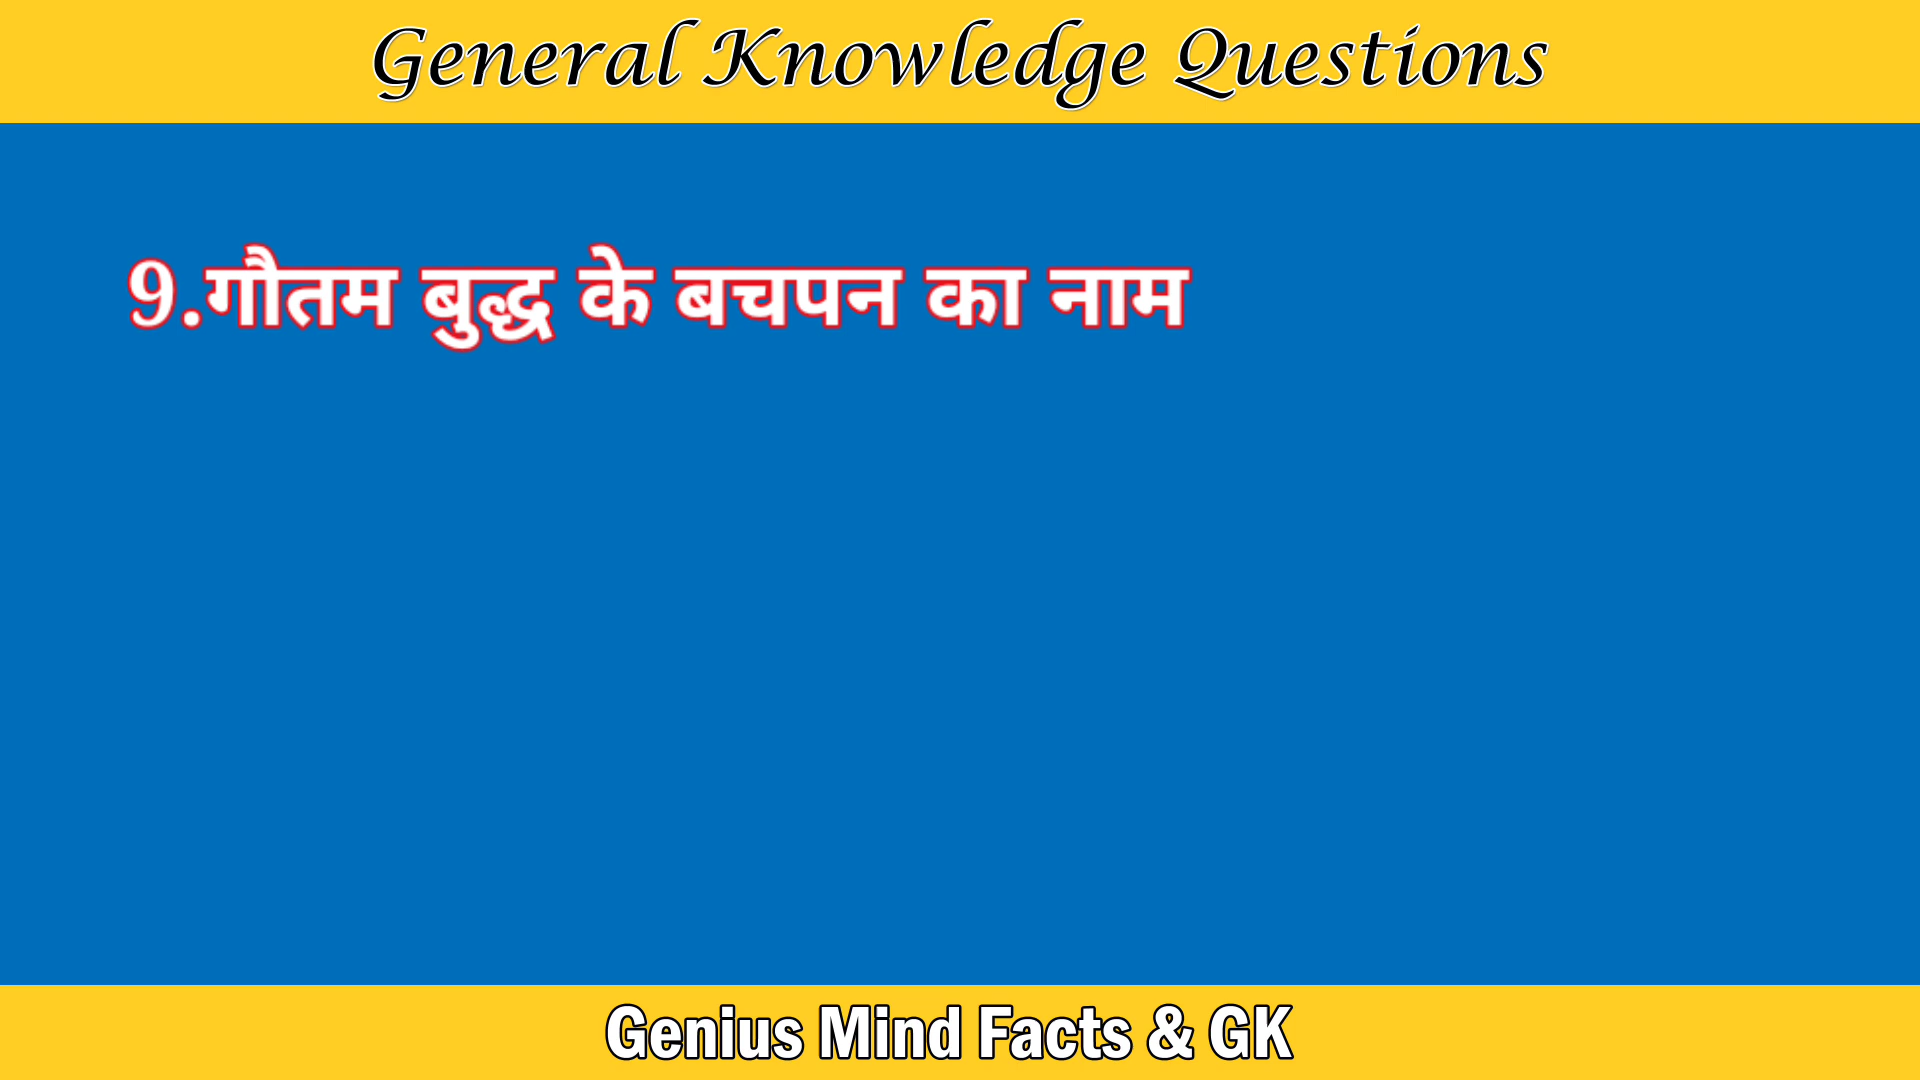 General Knowledge Questions
9.गौतम बुद्ध के बचपन का नाम
Genius Mind Facts & GK